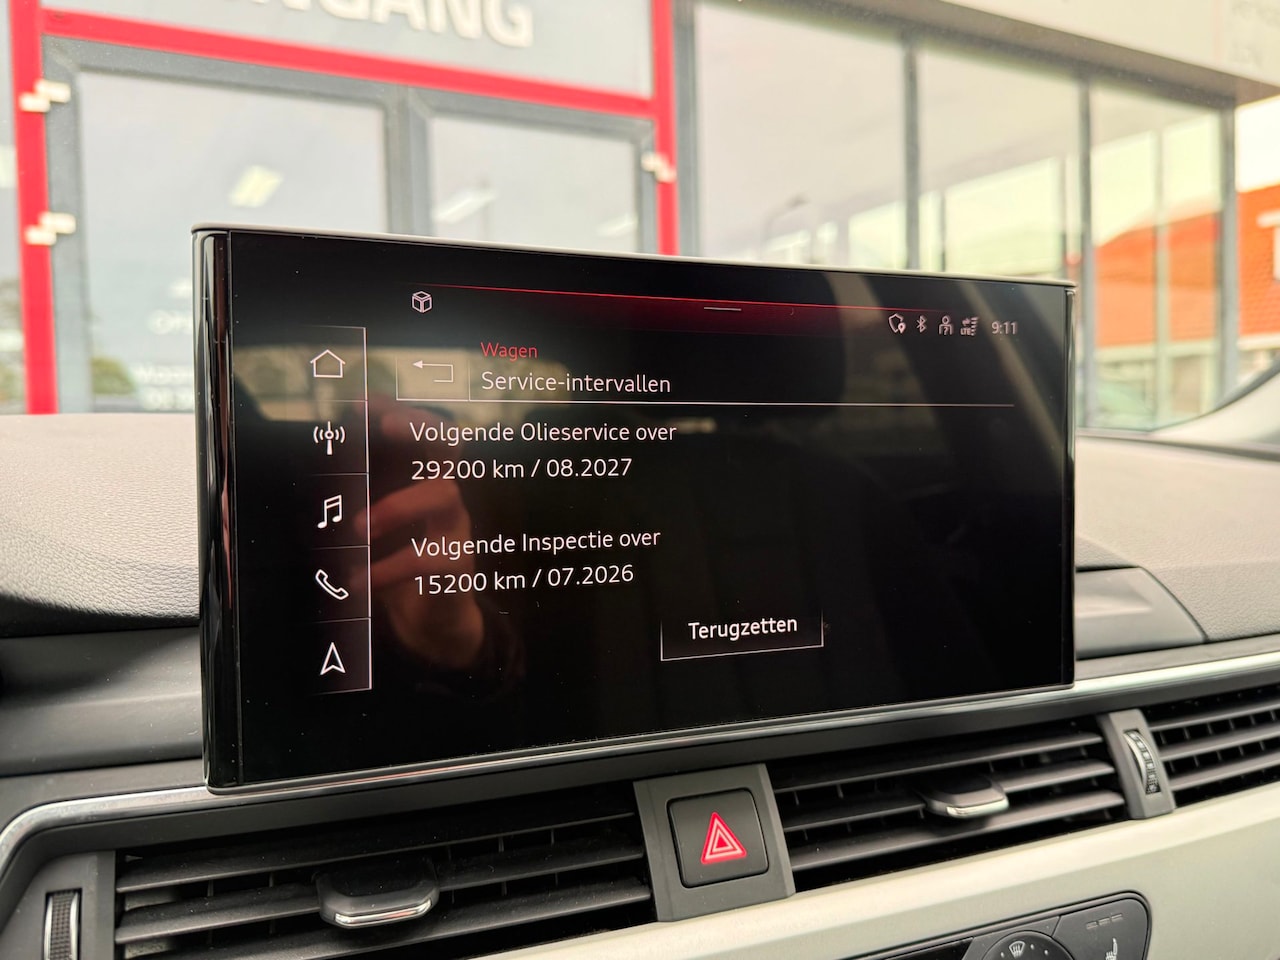 NGANG
9:11
Wagen
Service-intervallen
Volgende Olieservice over
29200 km / 08.2027
Volgende Inspectie over
15200 km / 07.2026
Terugzetten